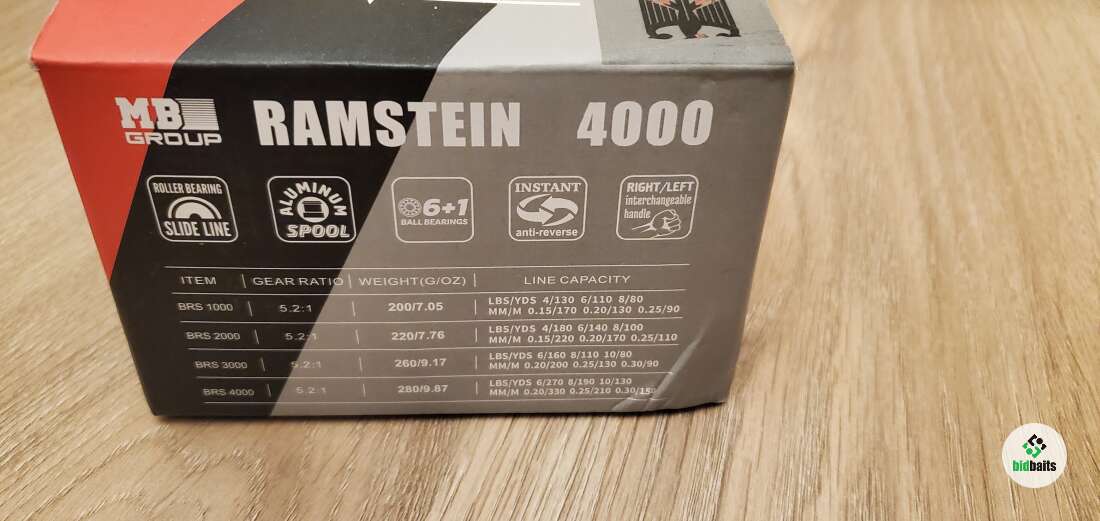 MB
GROUP
RAMSTEIN 4000
ROLLER BEARING
SLIDE LINE
ALUMINUM
SPOOL
6+1
BALL BEARINGS
INSTANT
anti-reverse
RIGHT/LEFT
interchangeable
handle
ITEM GEAR RATIO WEIGHT(G/OZ) LINE CAPACITY
BRS 1000 5.2:1 200/7.05 LBS/YDS 4/130 6/110 8/80
MM/M 0.15/170 0.20/130 0.25/90
BRS 2000 5.2:1 220/7.76 LBS/YDS 4/180 6/140 8/100
MM/M 0.15/220 0.20/170 0.25/110
BRS 3000 5.2:1 260/9.17 LBS/YDS 6/160 8/110 10/80
MM/M 0.20/200 0.25/130 0.30/90
BRS 4000 5.2:1 280/9.87 LBS/YDS 6/270 8/190 10/130
MM/M 0.20/330 0.25/210 0.30/150
bidbaits